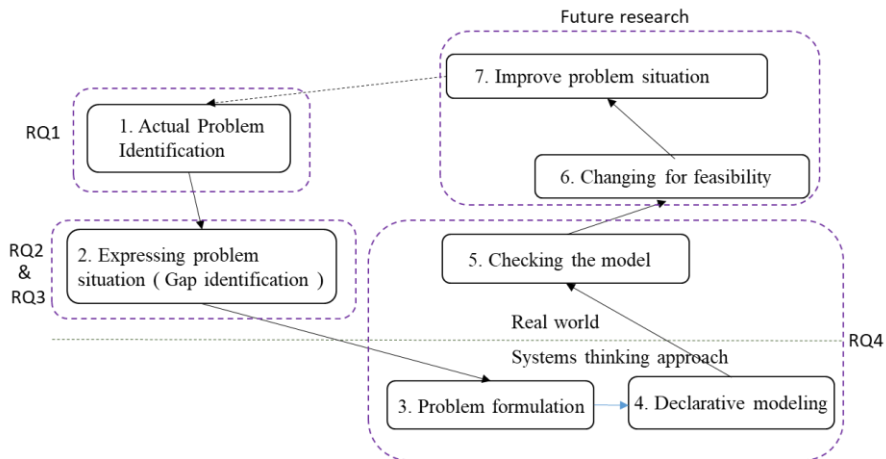 Future research
7. Improve problem situation
RQ1
1. Actual Problem
Identification
6. Changing for feasibility
RQ2
&
RQ3
2. Expressing problem
situation ( Gap identification )
5. Checking the model
Real world
RQ4
Systems thinking approach
3. Problem formulation
4. Declarative modeling